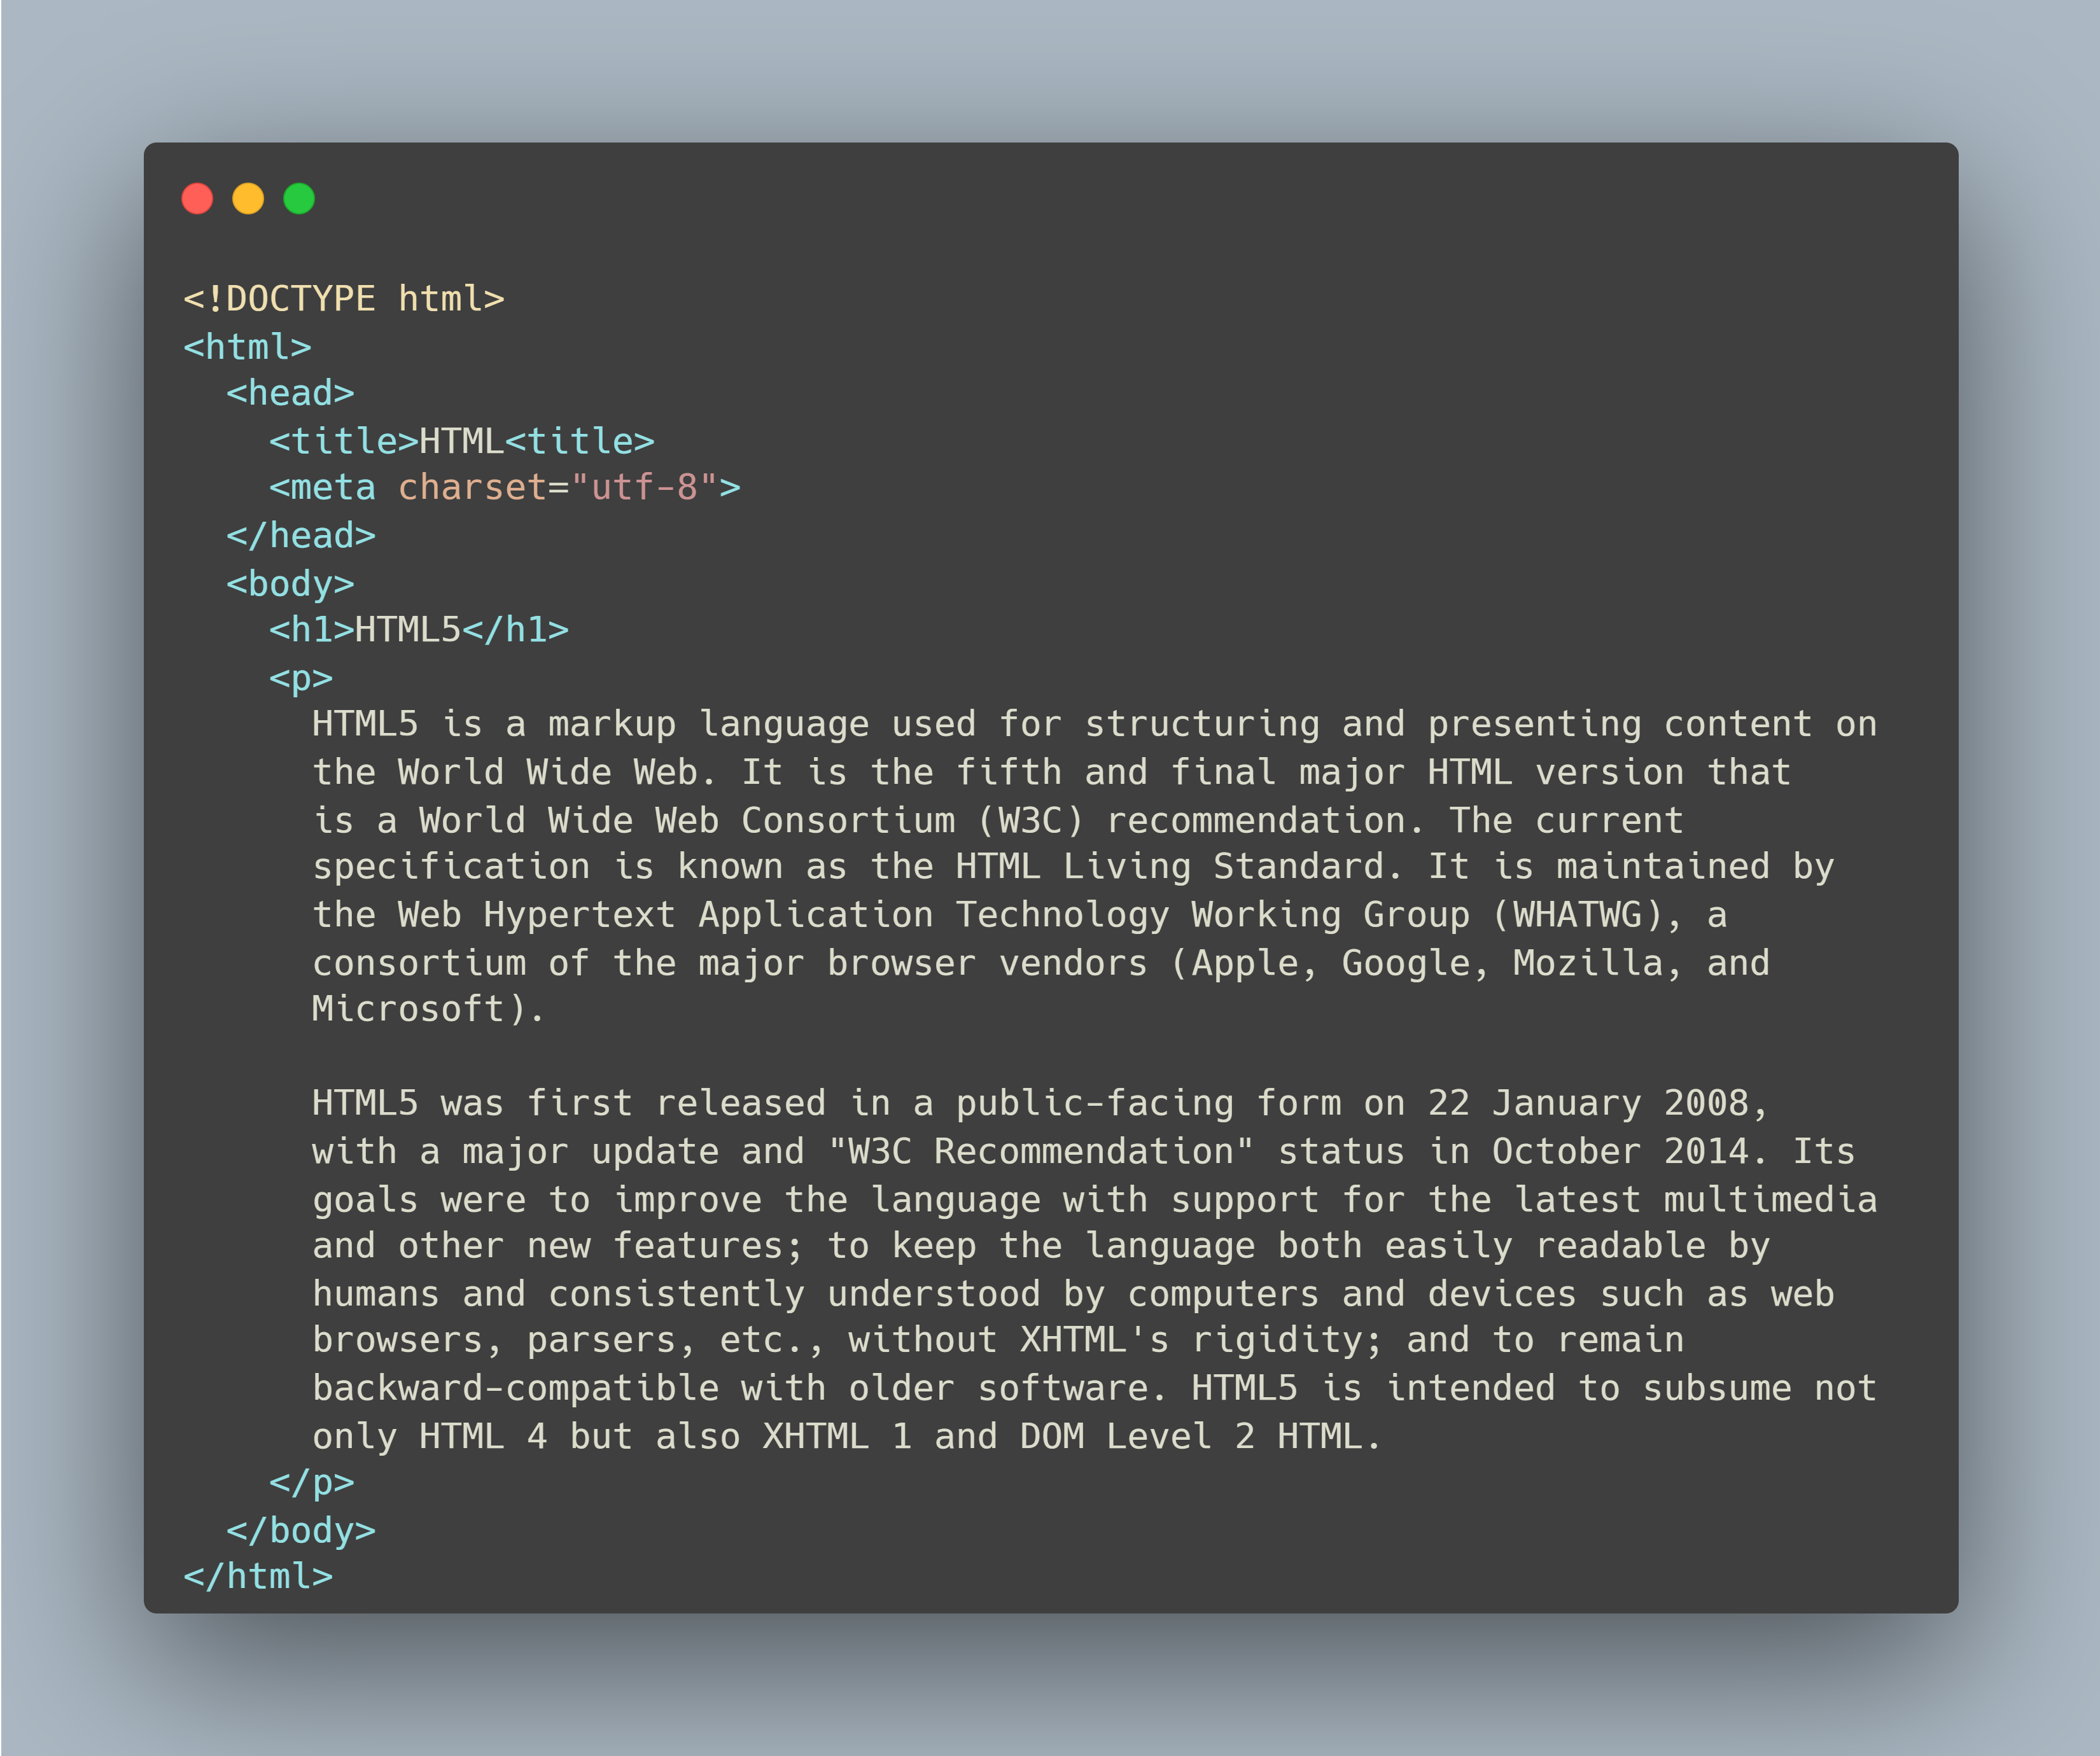 <!DOCTYPE html>
<html>
  <head>
    <title>HTML<title>
    <meta charset="utf-8">
  </head>
  <body>
    <h1>HTML5</h1>
    <p>
      HTML5 is a markup language used for structuring and presenting content on
      the World Wide Web. It is the fifth and final major HTML version that
      is a World Wide Web Consortium (W3C) recommendation. The current
      specification is known as the HTML Living Standard. It is maintained by
      the Web Hypertext Application Technology Working Group (WHATWG), a
      consortium of the major browser vendors (Apple, Google, Mozilla, and
      Microsoft).

      HTML5 was first released in a public-facing form on 22 January 2008,
      with a major update and "W3C Recommendation" status in October 2014. Its
      goals were to improve the language with support for the latest multimedia
      and other new features; to keep the language both easily readable by
      humans and consistently understood by computers and devices such as web
      browsers, parsers, etc., without XHTML's rigidity; and to remain
      backward-compatible with older software. HTML5 is intended to subsume not
      only HTML 4 but also XHTML 1 and DOM Level 2 HTML.
    </p>
  </body>
</html>